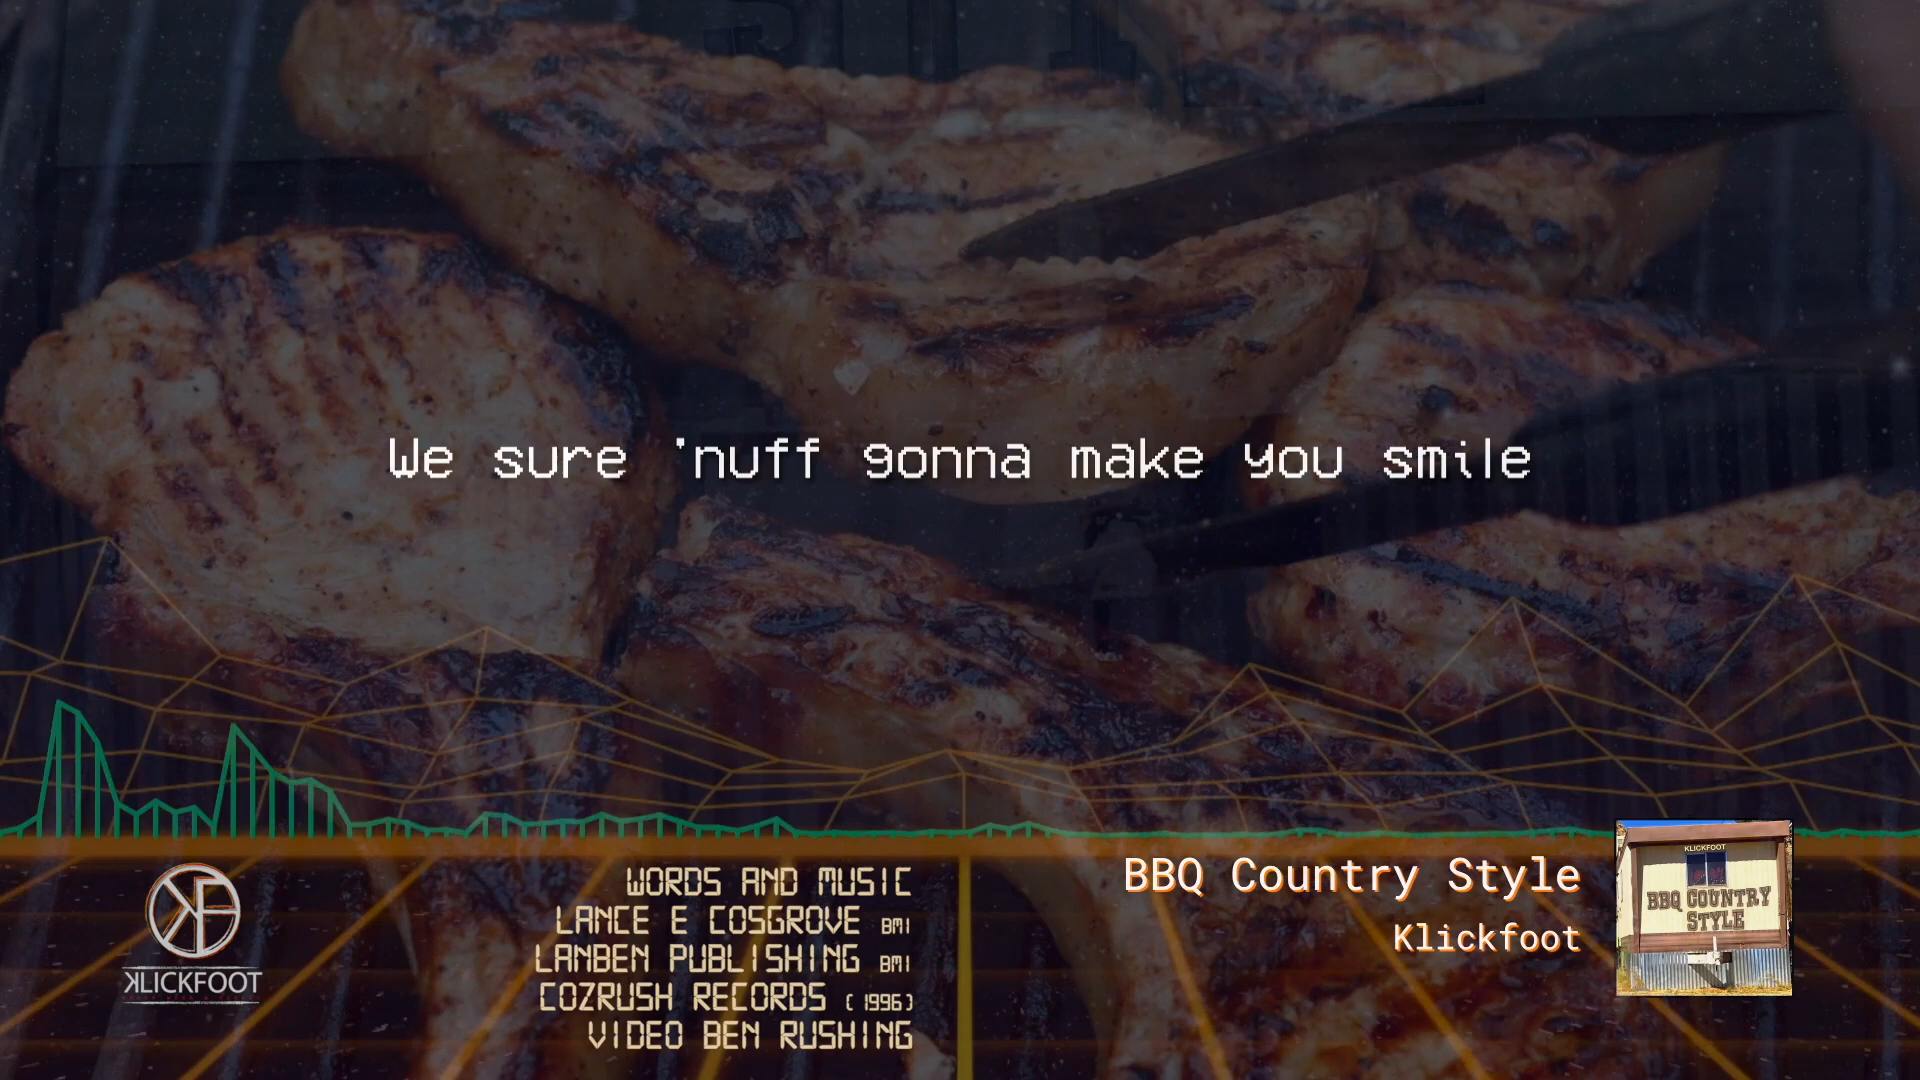 We sure 'nuff gonna make you smile
WORDS AND MUSIC
LANCE E COSGROVE BMI
LANBEN PUBLISHING BMI
COZRUSH RECORDS (1996)
VIDEO BEN RUSHING
KLICKFOOT
BBQ Country Style
Klickfoot
KLICKFOOT
BBQ COUNTRY
STYLE